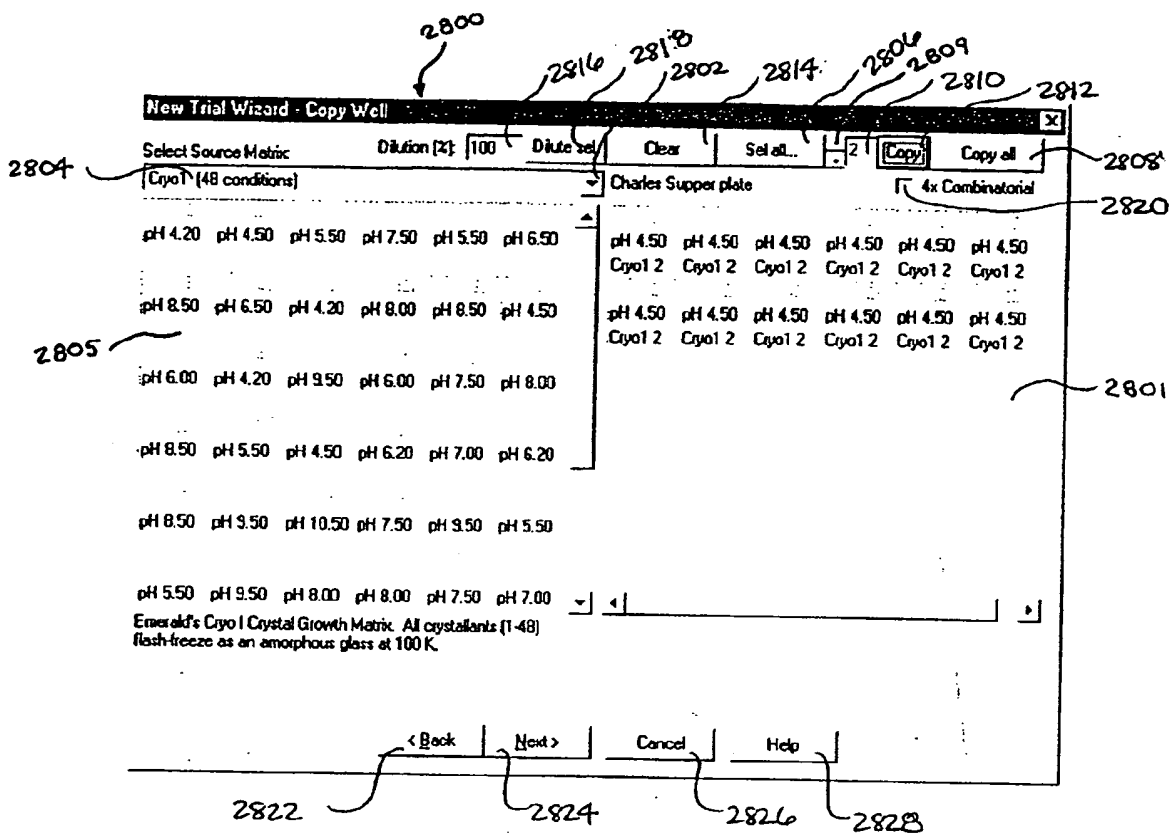 2800
2816 2818 2802 2814 2806 2809 2810 2812
New Trial Wizard - Copy Well
Select Source Matrix Dilution [%]: 100 Dilute sel. Clear Sel all... 2 Copy Copy all
2808
2804
Cryo1 (48 conditions) Charles Supper plate 4x Combinatorial
2820
pH 4.20 pH 4.50 pH 5.50 pH 7.50 pH 5.50 pH 6.50
pH 8.50 pH 6.50 pH 4.20 pH 8.00 pH 8.50 pH 4.50
2805
pH 6.00 pH 4.20 pH 9.50 pH 6.00 pH 7.50 pH 8.00
pH 8.50 pH 5.50 pH 4.50 pH 6.20 pH 7.00 pH 6.20
pH 8.50 pH 9.50 pH 10.50 pH 7.50 pH 9.50 pH 5.50
pH 5.50 pH 9.50 pH 8.00 pH 8.00 pH 7.50 pH 7.00
pH 4.50 pH 4.50 pH 4.50 pH 4.50 pH 4.50 pH 4.50
Cryo1 2 Cryo1 2 Cryo1 2 Cryo1 2 Cryo1 2 Cryo1 2
pH 4.50 pH 4.50 pH 4.50 pH 4.50 pH 4.50 pH 4.50
Cryo1 2 Cryo1 2 Cryo1 2 Cryo1 2 Cryo1 2 Cryo1 2
2801
Emerald's Cryo I Crystal Growth Matrix. All crystallants (1-48)
flash-freeze as an amorphous glass at 100 K.
< Back Next > Cancel Help
2822 2824 2826 2828